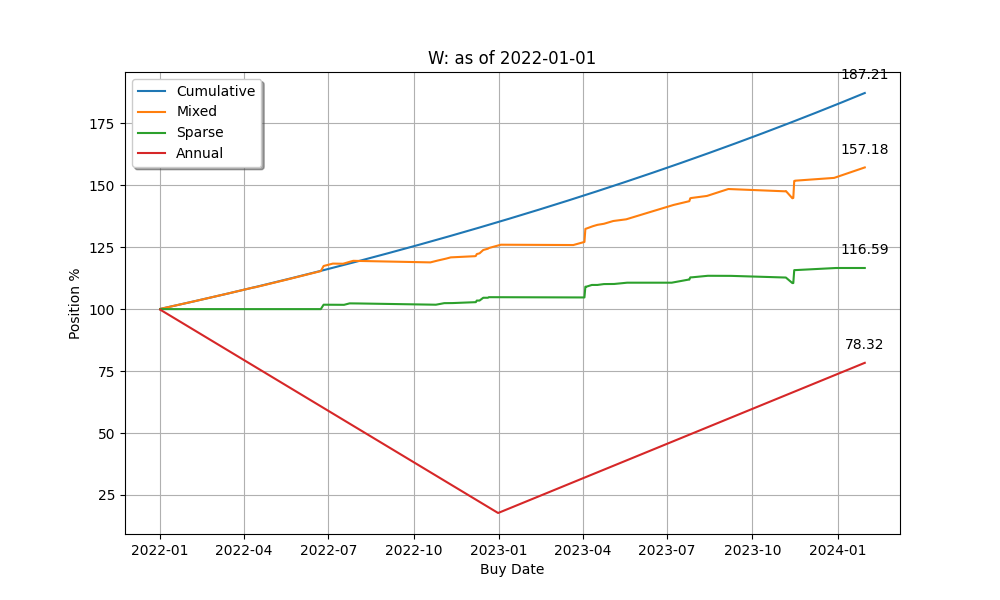 W: as of 2022-01-01
Cumulative
Mixed
Sparse
Annual
187.21
157.18
116.59
78.32
175
150
125
100
75
50
25
Position %
2022-01 2022-04 2022-07 2022-10 2023-01 2023-04 2023-07 2023-10 2024-01
Buy Date